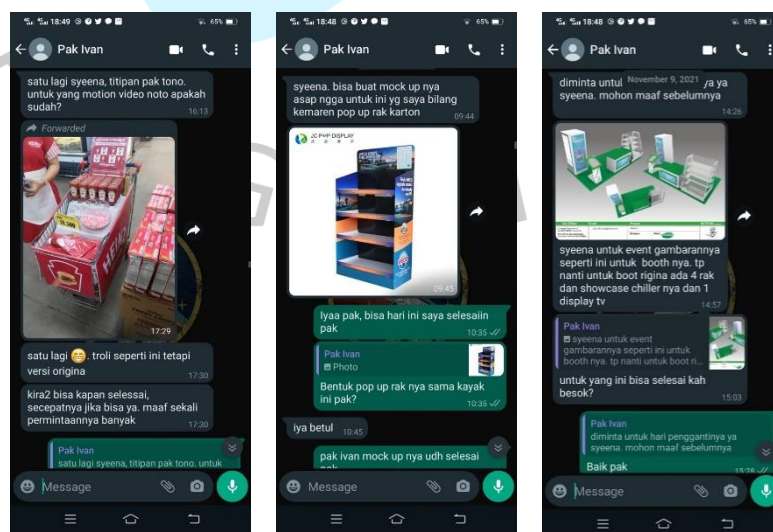 18:49
65%
Pak Ivan
satu lagi syeena, titipan pak tono.
untuk yang motion video noto apakah
sudah?
16:13
Forwarded
HEINZ
17:29
satu lagi 😁. troli seperti ini tetapi
versi origina
17:30
kira2 bisa kapan selessai,
secepatnya jika bisa ya. maaf sekali
permintaannya banyak
17:30
Pak Ivan
satu lagi syeena, titipan pak tono. untuk
Message
18:48
65%
Pak Ivan
syeena. bisa buat mock up nya
asap ngga untuk ini yg saya bilang
kemaren pop up rak karton
09:44
JC POP DISPLAY
09:45
Iyaa pak, bisa hari ini saya selesaiin
pak
10:35
Pak Ivan
Photo
Bentuk pop up rak nya sama kayak
ini pak?
10:35
iya betul
10:45
pak ivan mock up nya udh selesai
Message
18:48
65%
Pak Ivan
November 9, 2021
diminta untul
ya ya
syeena. mohon maaf sebelumnya
14:26
syeena untuk event gambarannya
seperti ini untuk booth nya. tp
nanti untuk boot rigina ada 4 rak
dan showcase chiller nya dan 1
display tv
14:57
Pak Ivan
syeena untuk event
gambarannya seperti ini untuk
booth nya. tp nanti untuk boot ri...
untuk yang ini bisa selesai kah
besok?
15:03
Pak Ivan
diminta untuk hari penggantinya ya
syeena. mohon maaf sebelumnya
Baik pak
15:28
Message